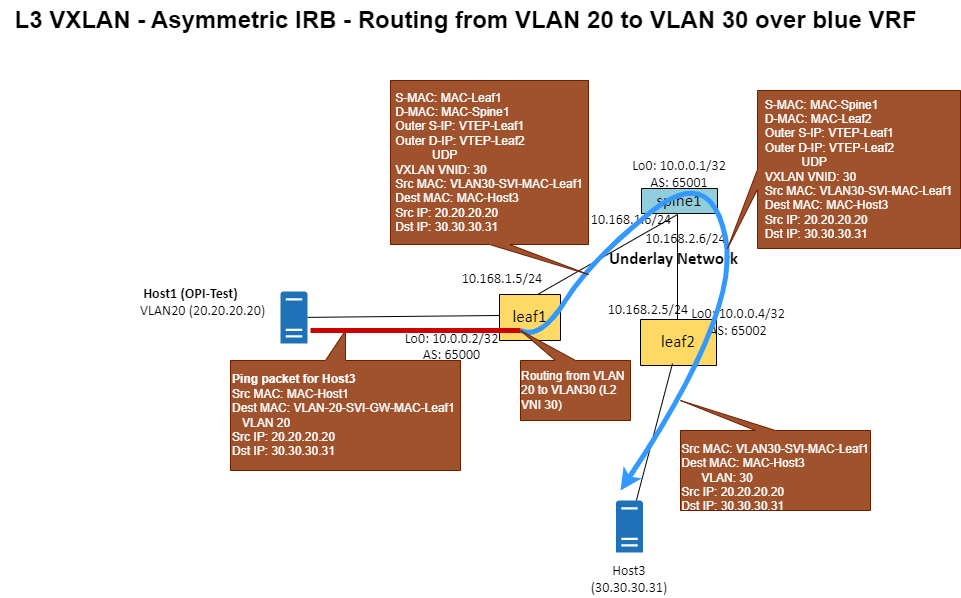 L3 VXLAN - Asymmetric IRB - Routing from VLAN 20 to VLAN 30 over blue VRF
S-MAC: MAC-Leaf1
D-MAC: MAC-Spine1
Outer S-IP: VTEP-Leaf1
Outer D-IP: VTEP-Leaf2
UDP
VXLAN VNID: 30
Src MAC: VLAN30-SVI-MAC-Leaf1
Dest MAC: MAC-Host3
Src IP: 20.20.20.20
Dst IP: 30.30.30.31
S-MAC: MAC-Spine1
D-MAC: MAC-Leaf2
Outer S-IP: VTEP-Leaf1
Outer D-IP: VTEP-Leaf2
UDP
VXLAN VNID: 30
Src MAC: VLAN30-SVI-MAC-Leaf1
Dest MAC: MAC-Host3
Src IP: 20.20.20.20
Dst IP: 30.30.30.31
Lo0: 10.0.0.1/32
AS: 65001
spine1
10.168.1.6/24
10.168.2.6/24
Underlay Network
10.168.1.5/24
Host1 (OPI-Test)
VLAN20 (20.20.20.20)
leaf1
Lo0: 10.0.0.2/32
AS: 65000
10.168.2.5/24
Lo0: 10.0.0.4/32
AS: 65002
leaf2
Ping packet for Host3
Src MAC: MAC-Host1
Dest MAC: VLAN-20-SVI-GW-MAC-Leaf1
VLAN 20
Src IP: 20.20.20.20
Dst IP: 30.30.30.31
Routing from VLAN
20 to VLAN30 (L2
VNI 30)
Src MAC: VLAN30-SVI-MAC-Leaf1
Dest MAC: MAC-Host3
VLAN: 30
Src IP: 20.20.20.20
Dst IP: 30.30.30.31
Host3
(30.30.30.31)